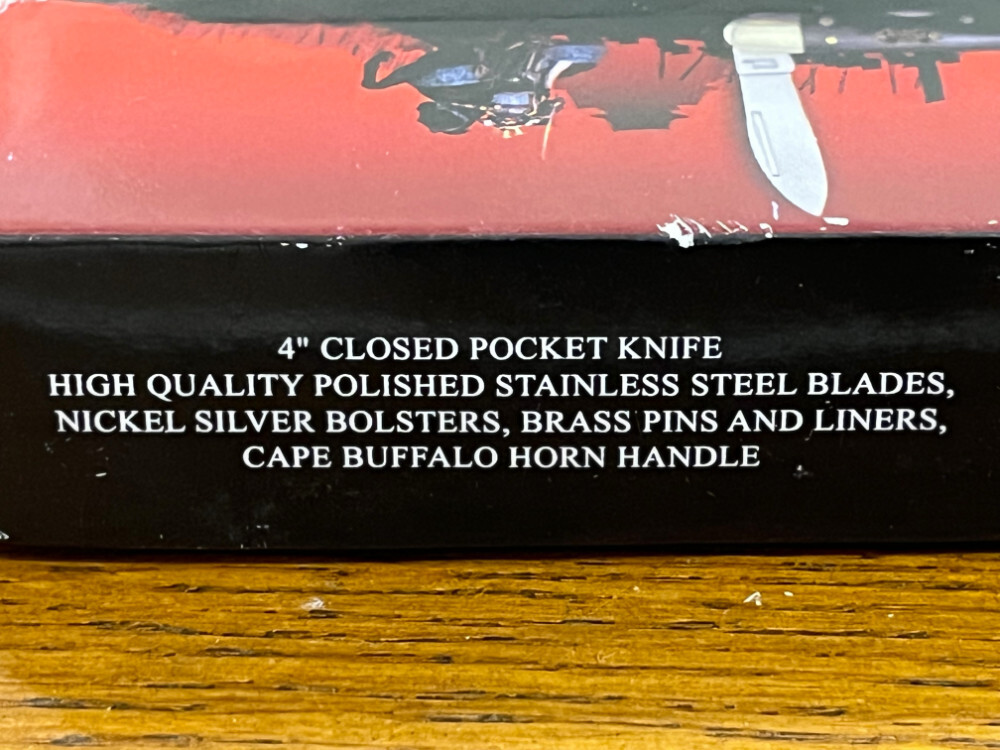 4" CLOSED POCKET KNIFE
HIGH QUALITY POLISHED STAINLESS STEEL BLADES,
NICKEL SILVER BOLSTERS, BRASS PINS AND LINERS,
CAPE BUFFALO HORN HANDLE